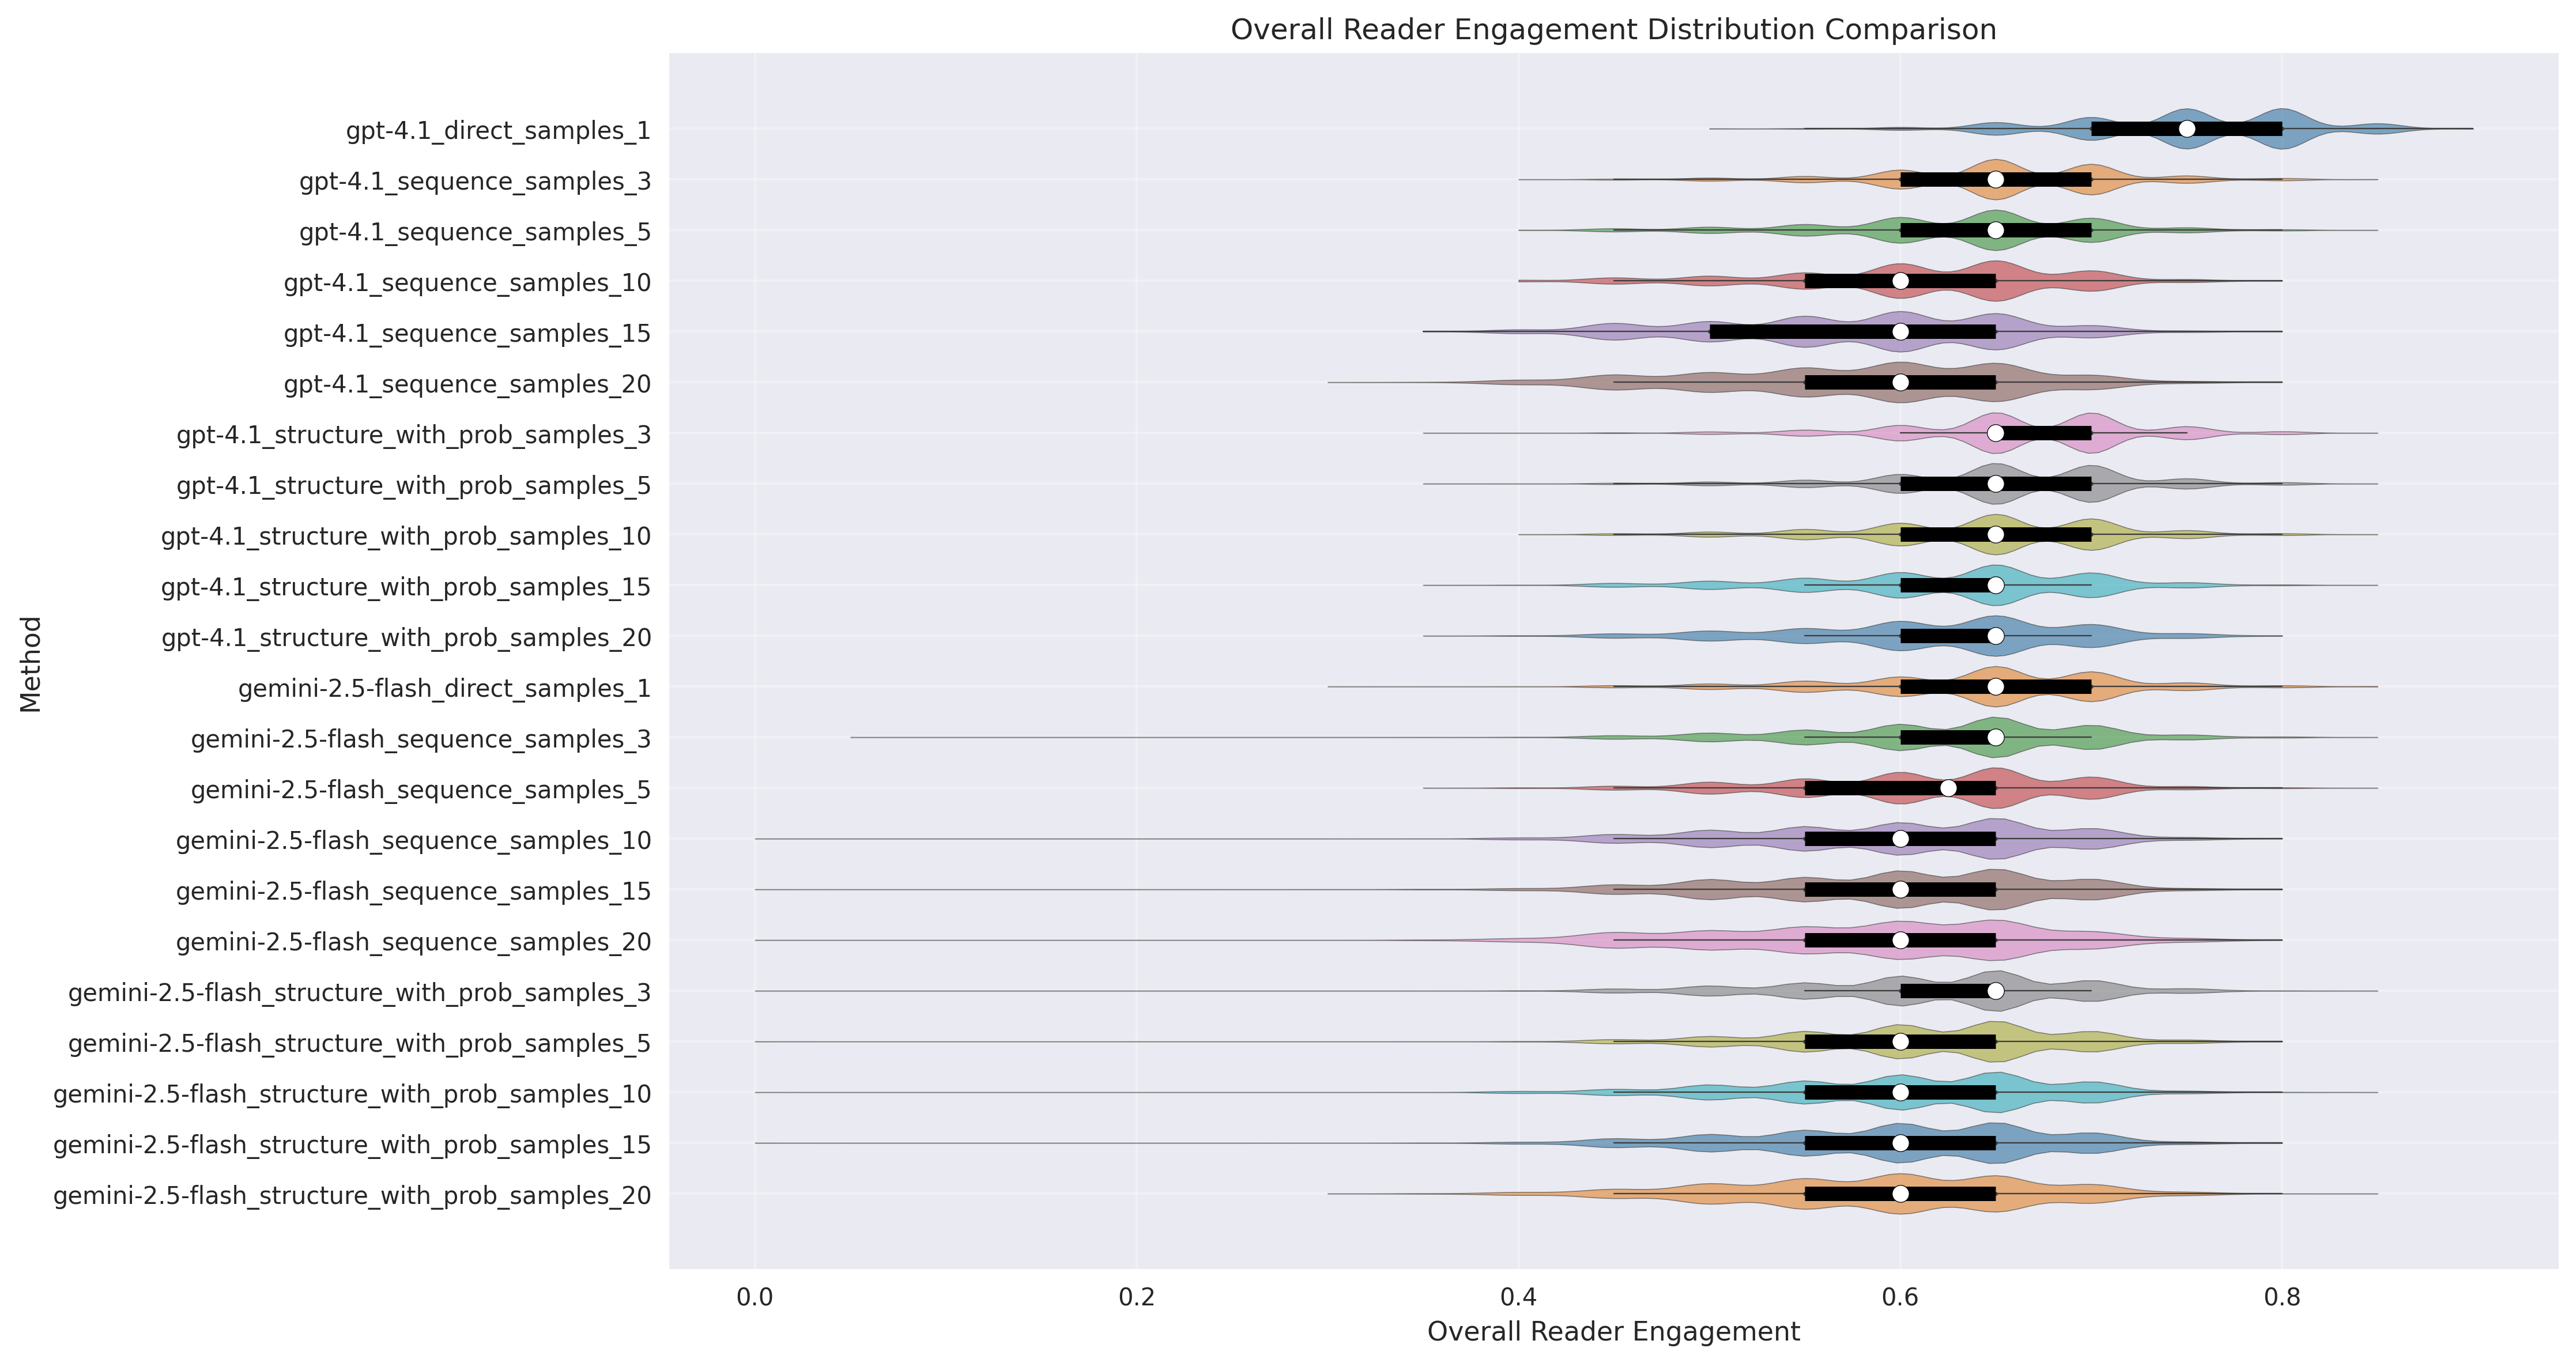 Overall Reader Engagement Distribution Comparison
gpt-4.1_direct_samples_1
gpt-4.1_sequence_samples_3
gpt-4.1_sequence_samples_5
gpt-4.1_sequence_samples_10
gpt-4.1_sequence_samples_15
gpt-4.1_sequence_samples_20
gpt-4.1_structure_with_prob_samples_3
gpt-4.1_structure_with_prob_samples_5
gpt-4.1_structure_with_prob_samples_10
gpt-4.1_structure_with_prob_samples_15
gpt-4.1_structure_with_prob_samples_20
gemini-2.5-flash_direct_samples_1
gemini-2.5-flash_sequence_samples_3
gemini-2.5-flash_sequence_samples_5
gemini-2.5-flash_sequence_samples_10
gemini-2.5-flash_sequence_samples_15
gemini-2.5-flash_sequence_samples_20
gemini-2.5-flash_structure_with_prob_samples_3
gemini-2.5-flash_structure_with_prob_samples_5
gemini-2.5-flash_structure_with_prob_samples_10
gemini-2.5-flash_structure_with_prob_samples_15
gemini-2.5-flash_structure_with_prob_samples_20
Method
0.0 0.2 0.4 0.6 0.8
Overall Reader Engagement